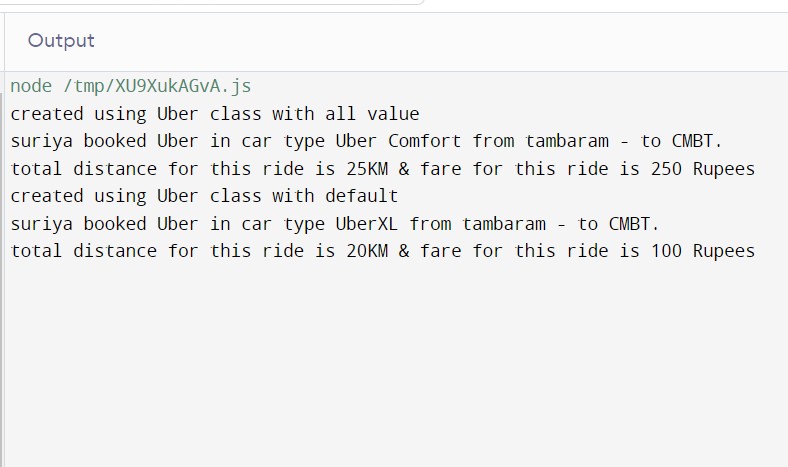 Output
node /tmp/XU9XukAGvA.js
created using Uber class with all value
suriya booked Uber in car type Uber Comfort from tambaram - to CMBT.
total distance for this ride is 25KM & fare for this ride is 250 Rupees
created using Uber class with default
suriya booked Uber in car type UberXL from tambaram - to CMBT.
total distance for this ride is 20KM & fare for this ride is 100 Rupees